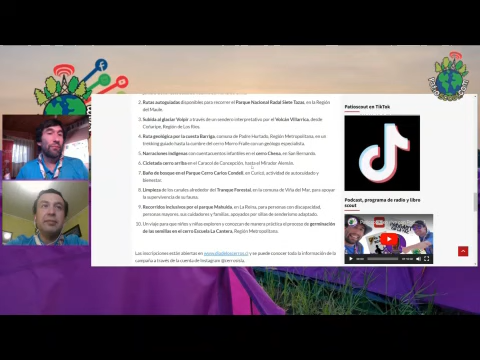 2. Rutas autoguiadas disponibles para recorrer el Parque Nacional Radal Siete Tazas, en la Región
del Maule.
3. Subida al glaciar Volpir a través de un sendero interpretativo por el Volcán Villarrica, desde
Coñaripe, Región de Los Ríos.
4. Ruta geológica por la cuesta Barriga, comuna de Padre Hurtado, Región Metropolitana, en un
trekking guiado hasta la cumbre del cerro Morro Fraile con un geólogo especialista.
5. Narraciones indígenas con cuentos entre infantiles en el cerro Chena, en San Bernardo.
6. Cicletada cerro arriba en el Caracol de Concepción, hasta el Mirador Alemán.
7. Baño de bosque en el Parque Cerro Carlos Condell, en Curicó, actividad de autocuidado y
bienestar.
8. Limpieza de los canales alrededor del Tranque Forestal, en la comuna de Viña del Mar, para apoyar
la supervivencia de su fauna.
9. Recorridos inclusivos por el parque Mahuida, en La Reina, para personas con discapacidad,
personas mayores, sus cuidadores y familias, apoyados por sillas de senderismo adaptado.
10. Un viaje para que niños y niñas exploren y conozcan de manera práctica el proceso de germinación
de las semillas en el cerro Escuela La Cantera, Región Metropolitana.
Las inscripciones están abiertas en
y se puede conocer toda la información de la
campaña a través de la cuenta de Instagram
Patioscout en TikTok
Podcast, programa de radio y libro
scout